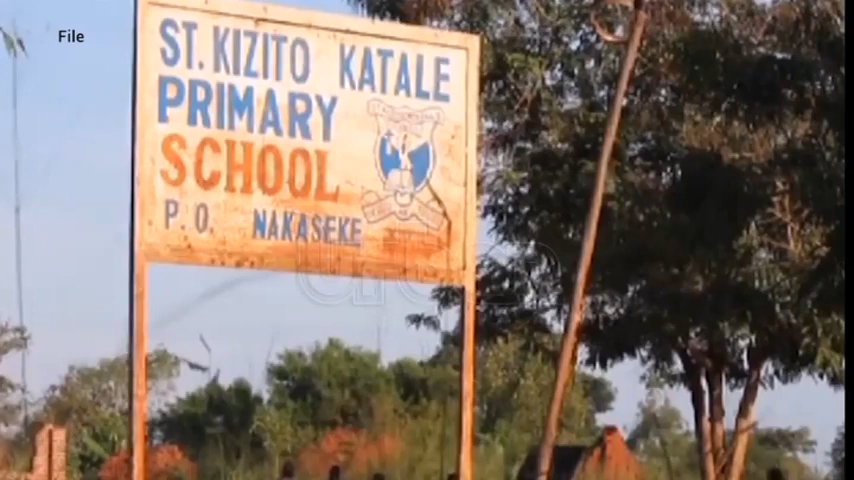 File
ST. KIZITO KATALE
PRIMARY
SCHOOL
P.O. NAKASEKE